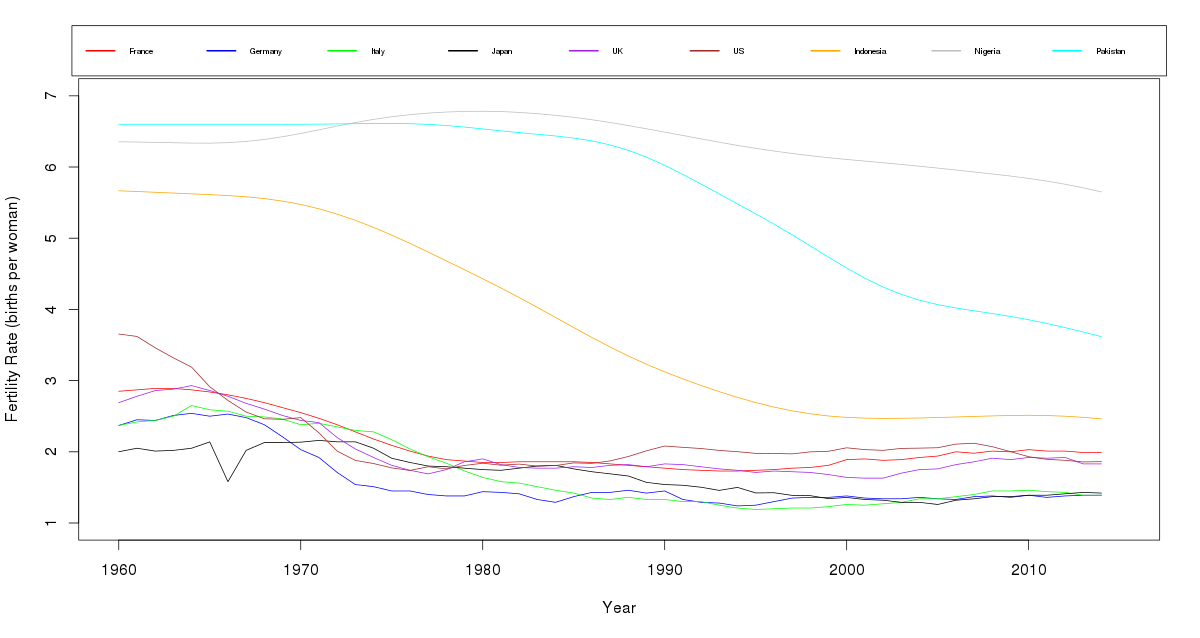 France Germany Italy Japan UK US Indonesia Nigeria Pakistan
Fertility Rate (births per woman)
7
6
5
4
3
2
1
1960 1970 1980 1990 2000 2010
Year